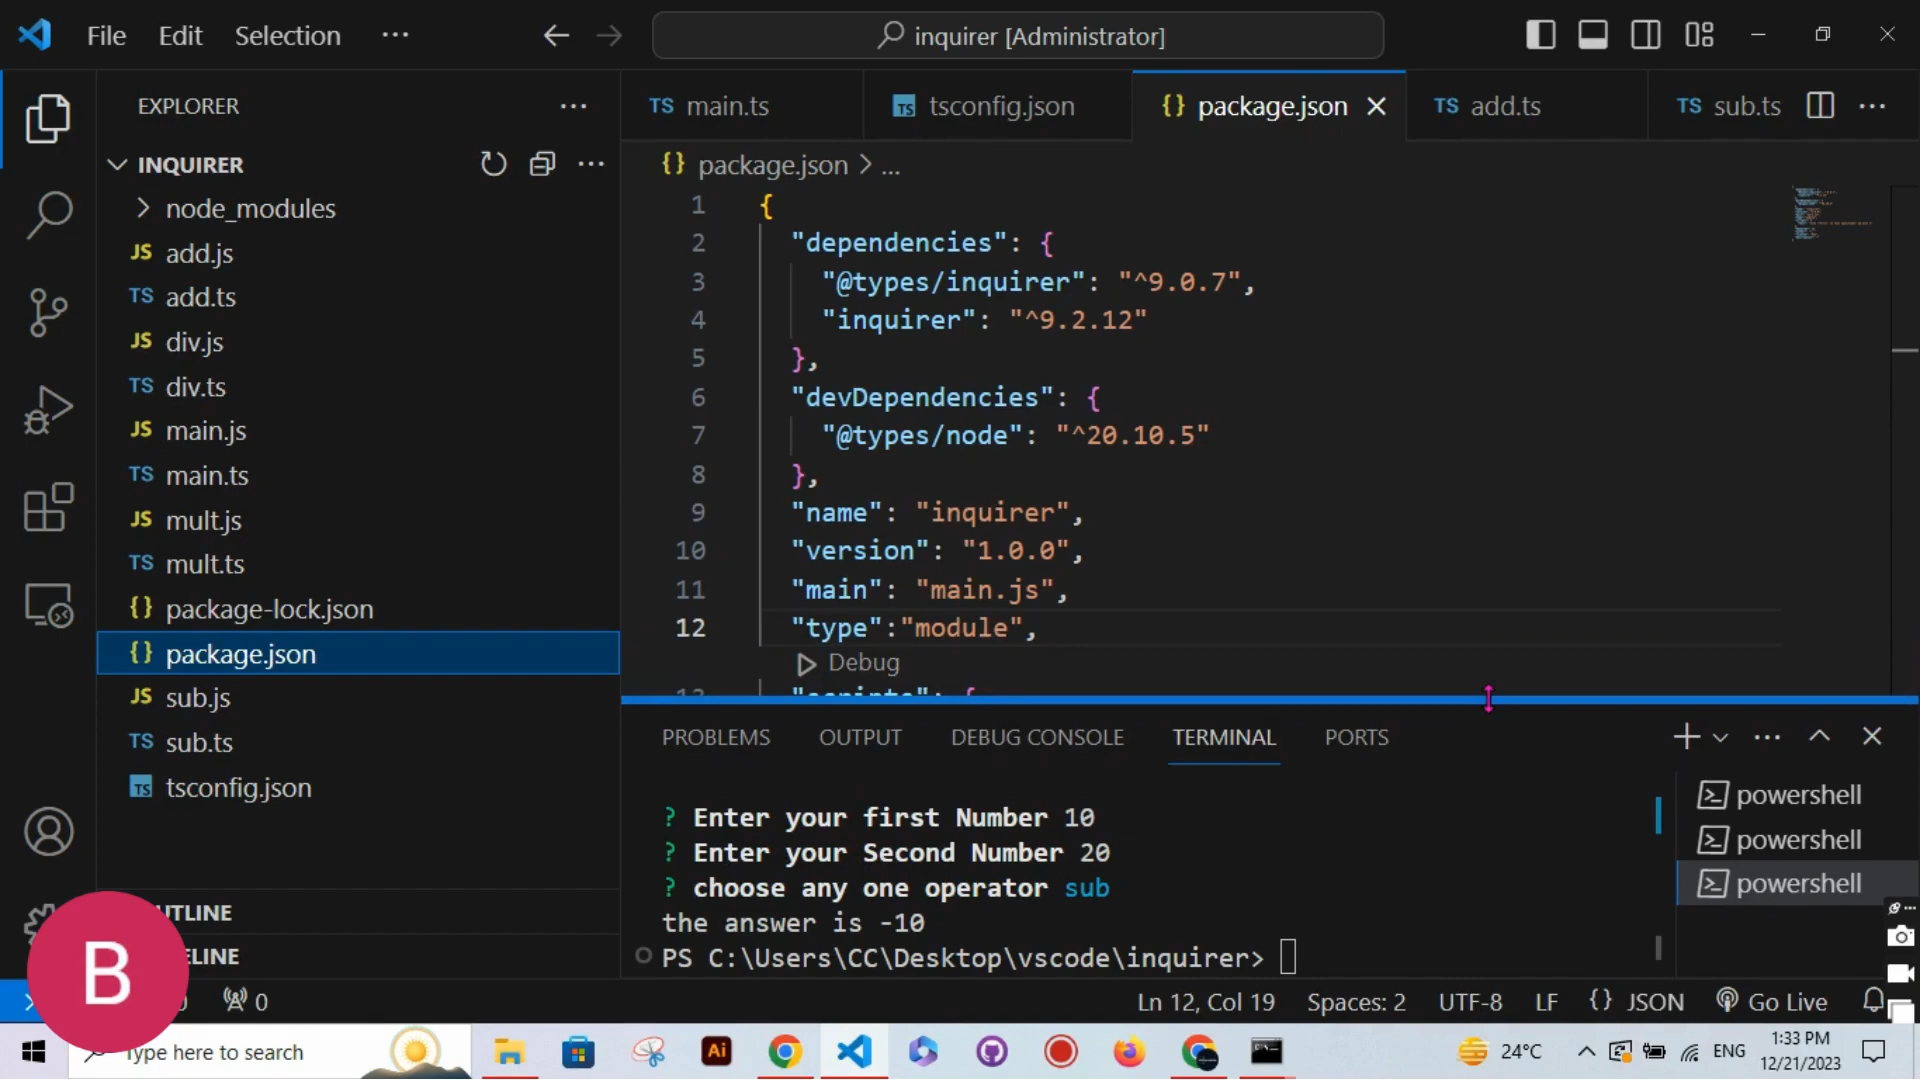 File Edit Selection ··· inquirer [Administrator]
EXPLORER ···
INQUIRER ···
node_modules
JS add.js
TS add.ts
JS div.js
TS div.ts
JS main.js
TS main.ts
JS mult.js
TS mult.ts
{} package-lock.json
{} package.json
JS sub.js
TS sub.ts
TS tsconfig.json
UTLINE
ELINE
B
TS main.ts TS tsconfig.json {} package.json TS add.ts TS sub.ts ···
{} package.json > ...
1 {
2 "dependencies": {
3 "@types/inquirer": "^9.0.7",
4 "inquirer": "^9.2.12"
5 },
6 "devDependencies": {
7 "@types/node": "^20.10.5"
8 },
9 "name": "inquirer",
10 "version": "1.0.0",
11 "main": "main.js",
12 "type":"module",
Debug
13 "scripts": {
PROBLEMS OUTPUT DEBUG CONSOLE TERMINAL PORTS ···
? Enter your first Number 10
? Enter your Second Number 20
? choose any one operator sub
the answer is -10
PS C:\Users\CC\Desktop\vscode\inquirer>
powershell
powershell
powershell
0 Ln 12, Col 19 Spaces: 2 UTF-8 LF {} JSON Go Live
Type here to search Ai 24°C ENG 1:33 PM
12/21/2023